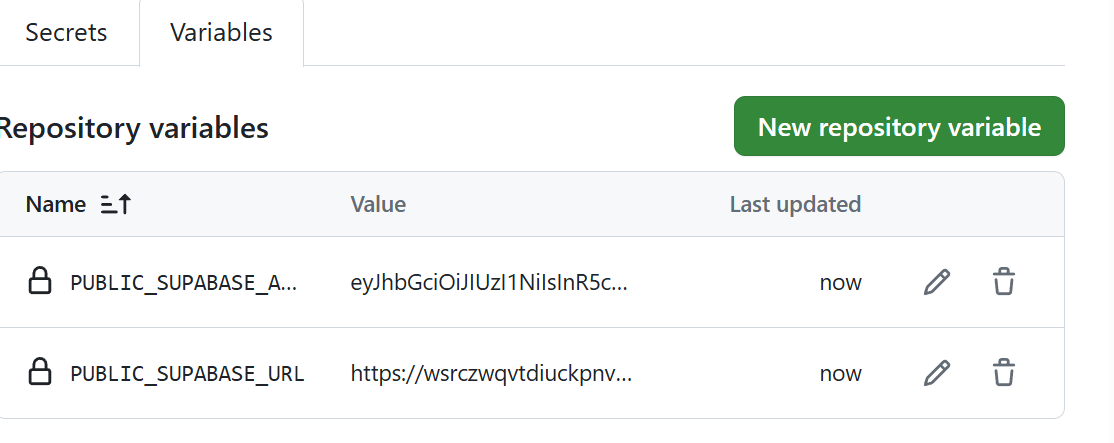 Secrets
Variables
Repository variables
New repository variable
Name
Value
Last updated
PUBLIC_SUPABASE_A...
eyJhbGciOiJIUzI1NiIsInR5c...
now
PUBLIC_SUPABASE_URL
https://wsrczwqvtdiuckpnv...
now